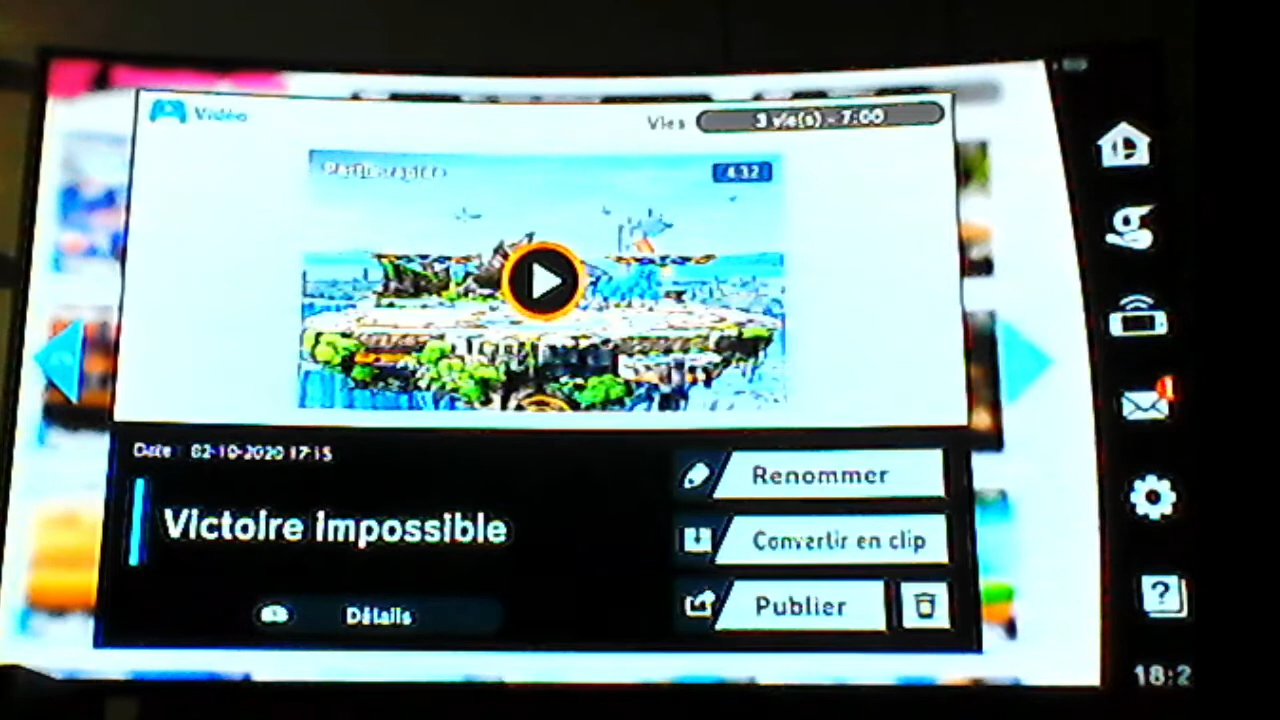 Vidéo
Vies 3 vie(s) - 7:00
4:32
Date : 02-10-2020 17:15
Victoire impossible
Détails
Renommer
Convertir en clip
Publier
?
18:2